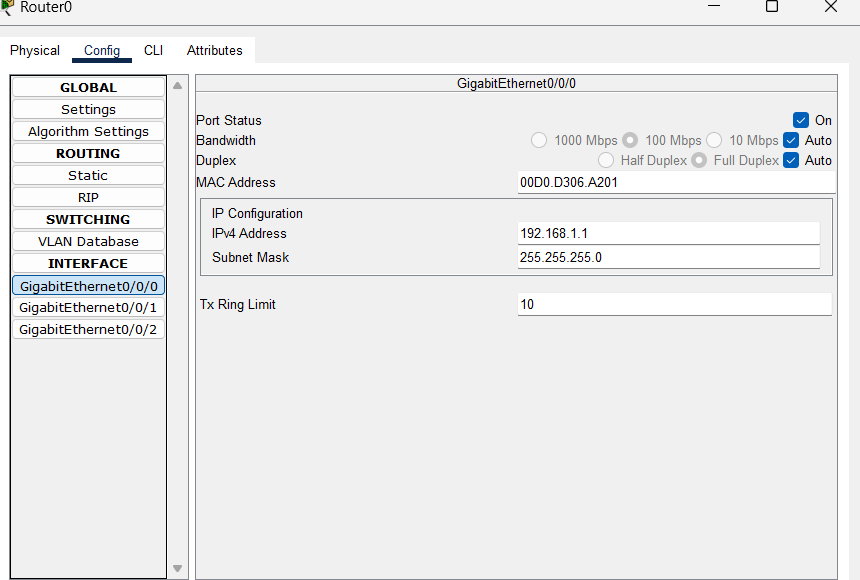 Router0
Physical Config CLI Attributes
GLOBAL
Settings
Algorithm Settings
ROUTING
Static
RIP
SWITCHING
VLAN Database
INTERFACE
GigabitEthernet0/0/0
GigabitEthernet0/0/1
GigabitEthernet0/0/2
GigabitEthernet0/0/0
Port Status On
Bandwidth 1000 Mbps 100 Mbps 10 Mbps Auto
Duplex Half Duplex Full Duplex Auto
MAC Address 00D0.D306.A201
IP Configuration
IPv4 Address 192.168.1.1
Subnet Mask 255.255.255.0
Tx Ring Limit 10